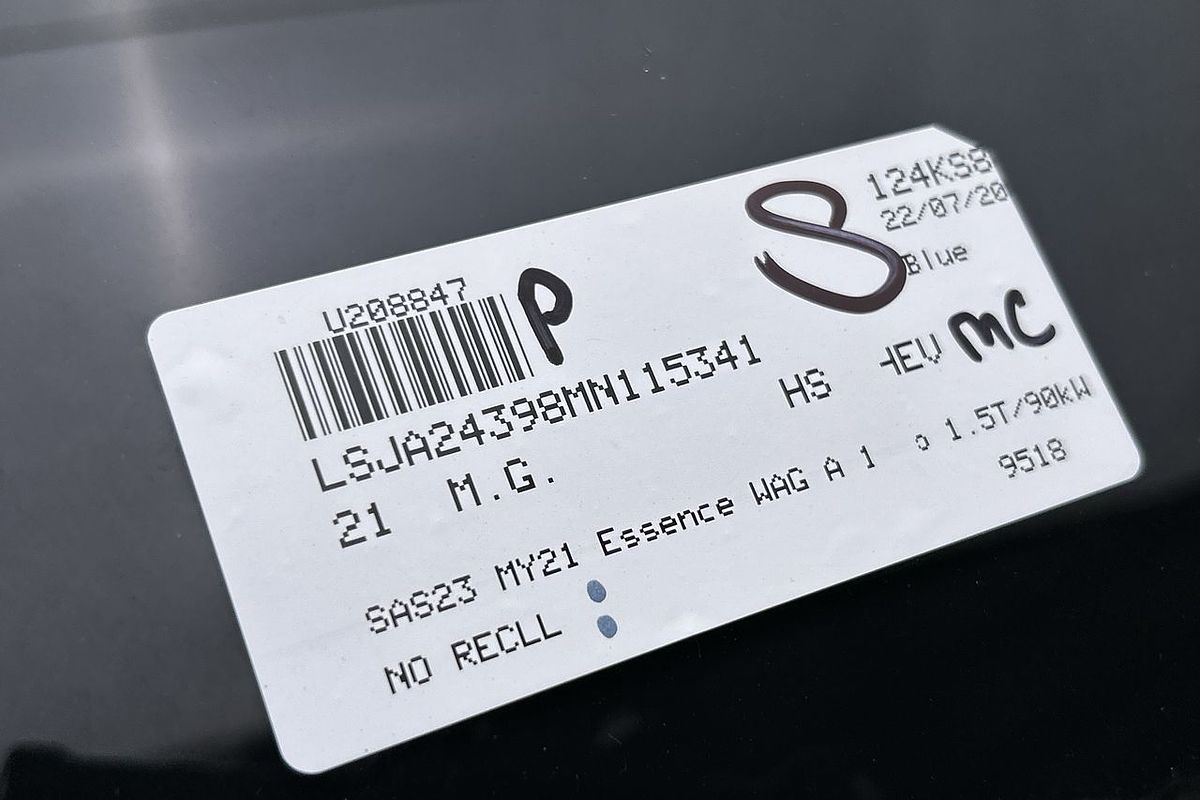 U208847 P S 124KS8
22/07/20
Blue
LSJA24398MN115341 HS HEV MC
21 M.G.
SAS23 MY21 Essence WAG A 1 o 1.5T/90kW
9518
NO RECLL